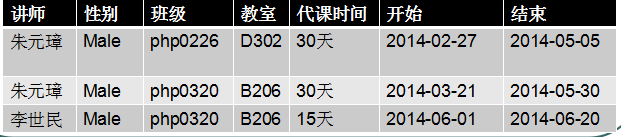 讲师 性别 班级 教室 代课时间 开始 结束
朱元璋 Male php0226 D302 30天 2014-02-27 2014-05-05
朱元璋 Male php0320 B206 30天 2014-03-21 2014-05-30
李世民 Male php0320 B206 15天 2014-06-01 2014-06-20